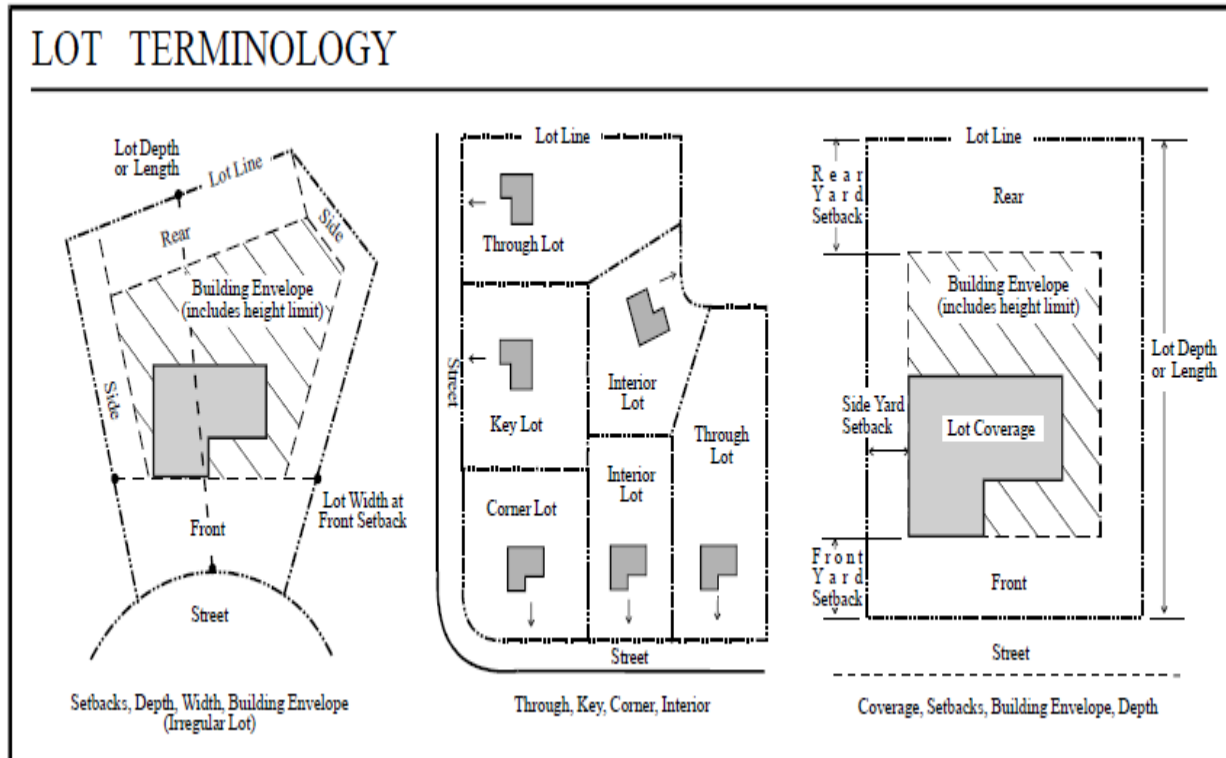 LOT TERMINOLOGY
Lot Depth
or Length
Lot Line
Side
Rear
Building Envelope
(includes height limit)
Side
Lot Width at
Front Setback
Front
Street
Setbacks, Depth, Width, Building Envelope
(Irregular Lot)
Lot Line
Through Lot
Street
Key Lot
Interior
Lot
Through
Lot
Corner Lot
Interior
Lot
Street
Through, Key, Corner, Interior
Lot Line
Rear
Yard
Setback
Rear
Building Envelope
(includes height limit)
Lot Depth
or Length
Side Yard
Setback
Lot Coverage
Front
Yard
Setback
Front
Street
Coverage, Setbacks, Building Envelope, Depth